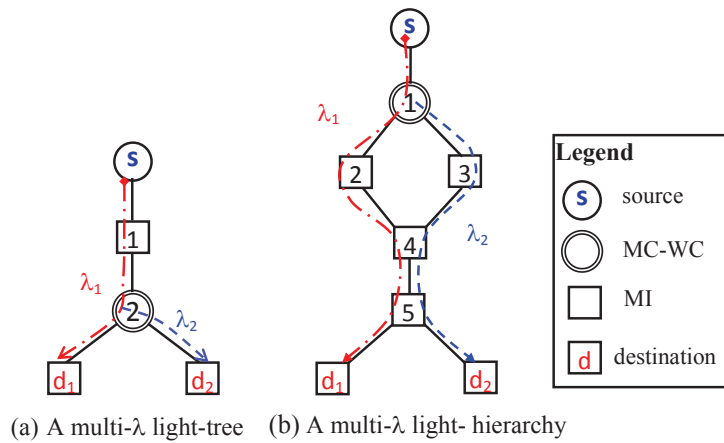 S
1
λ1
2
λ2
d1
d2
(a) A multi-λ light-tree
S
1
λ1
2
3
4
λ2
5
d1
d2
(b) A multi-λ light- hierarchy
Legend
S source
MC-WC
MI
d destination